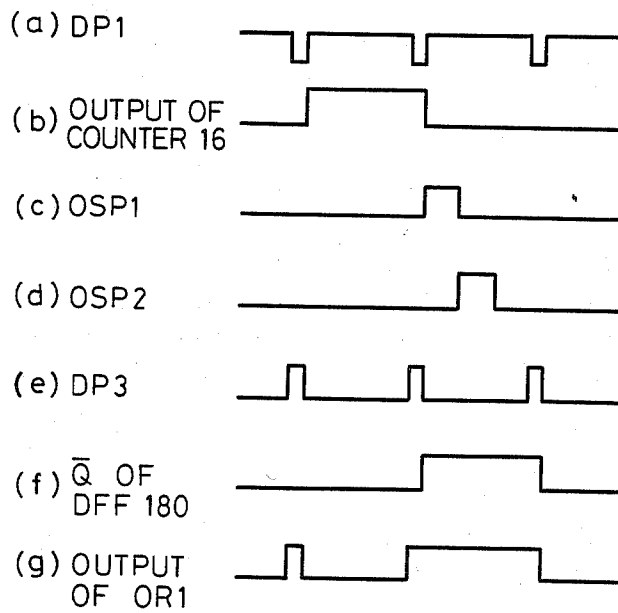 (a) DP1
(b) OUTPUT OF
COUNTER 16
(c) OSP1
(d) OSP2
(e) DP3
(f) Q̅ OF
DFF 180
(g) OUTPUT
OF OR1